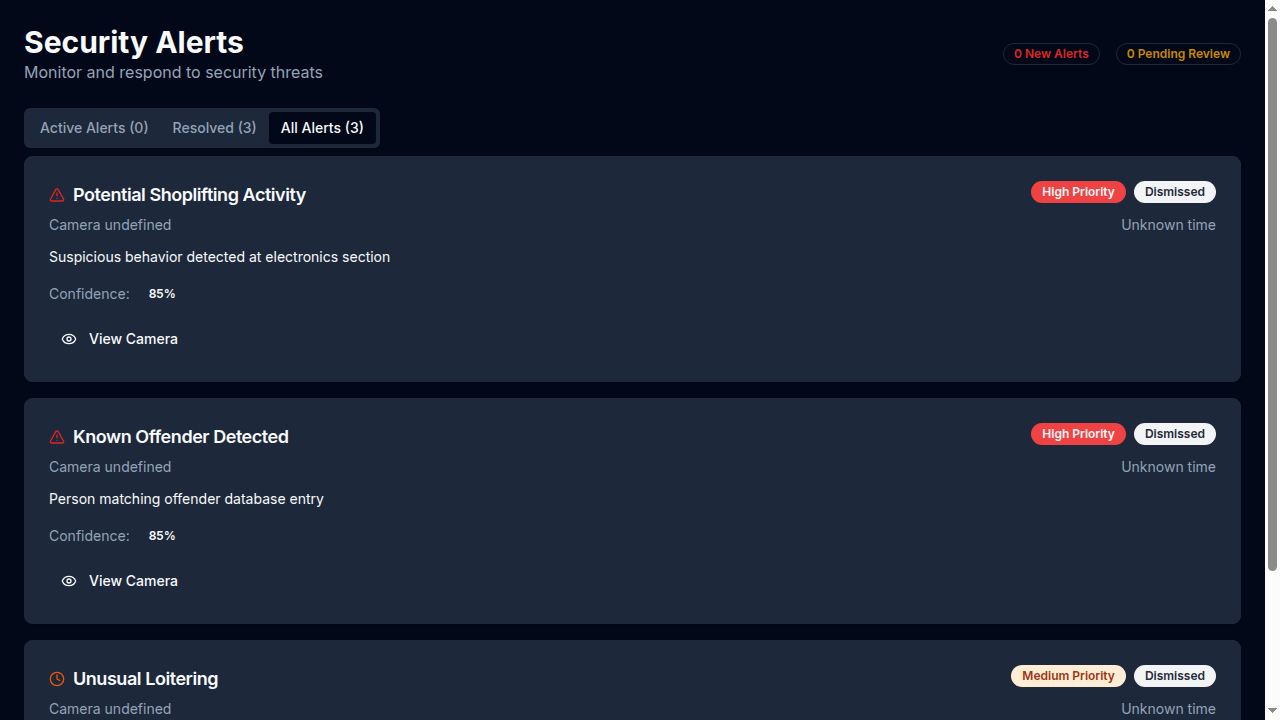 Security Alerts
Monitor and respond to security threats
0 New Alerts
0 Pending Review
Active Alerts (0)
Resolved (3)
All Alerts (3)
Potential Shoplifting Activity
High Priority
Dismissed
Camera undefined
Unknown time
Suspicious behavior detected at electronics section
Confidence: 85%
View Camera
Known Offender Detected
High Priority
Dismissed
Camera undefined
Unknown time
Person matching offender database entry
Confidence: 85%
View Camera
Unusual Loitering
Medium Priority
Dismissed
Camera undefined
Unknown time